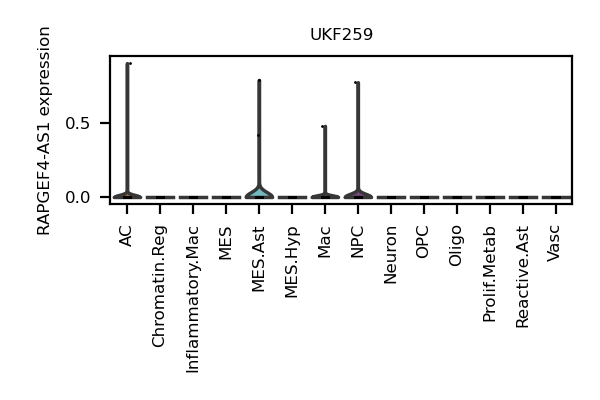 UKF259
RAPGEF4-AS1 expression
0.5
0.0
AC
Chromatin.Reg
Inflammatory.Mac
MES
MES.Ast
MES.Hyp
Mac
NPC
Neuron
OPC
Oligo
Prolif.Metab
Reactive.Ast
Vasc